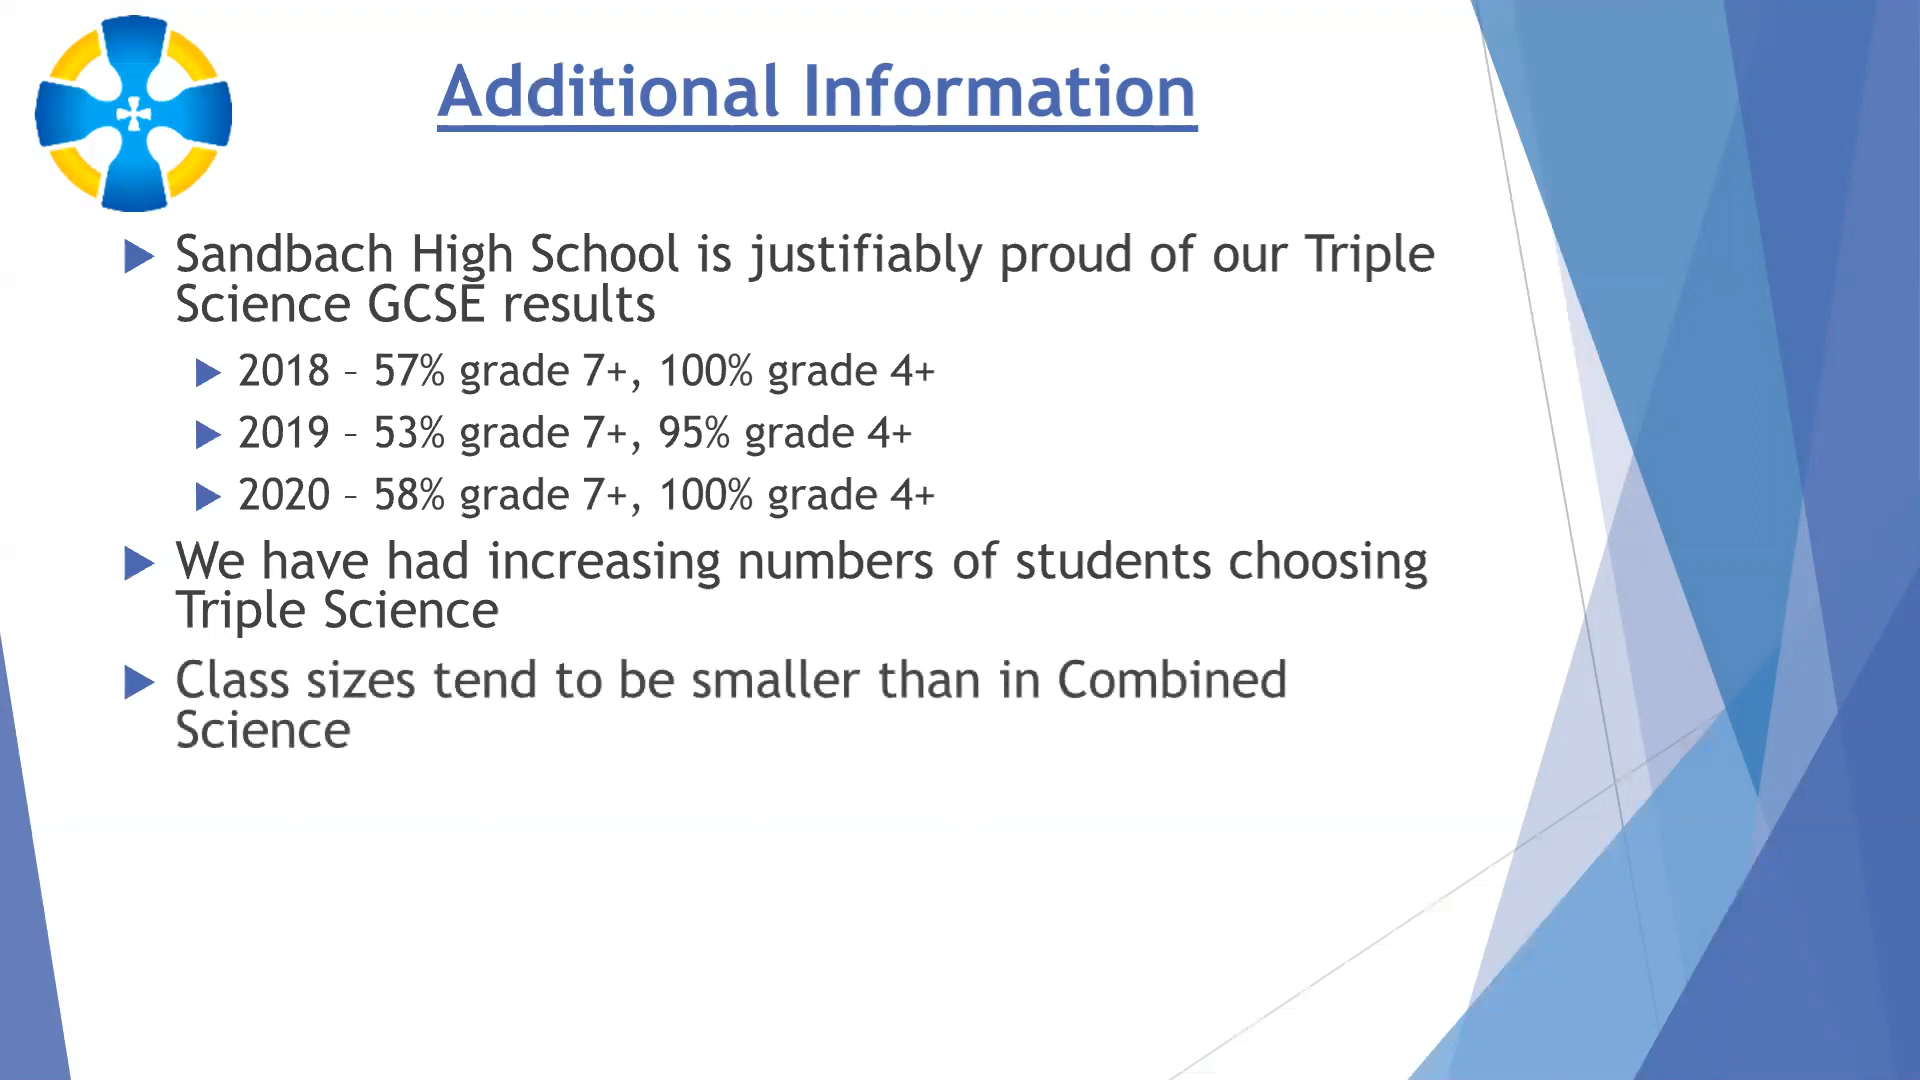 Additional Information
Sandbach High School is justifiably proud of our Triple
Science GCSE results
2018 – 57% grade 7+, 100% grade 4+
2019 – 53% grade 7+, 95% grade 4+
2020 – 58% grade 7+, 100% grade 4+
We have had increasing numbers of students choosing
Triple Science
Class sizes tend to be smaller than in Combined
Science